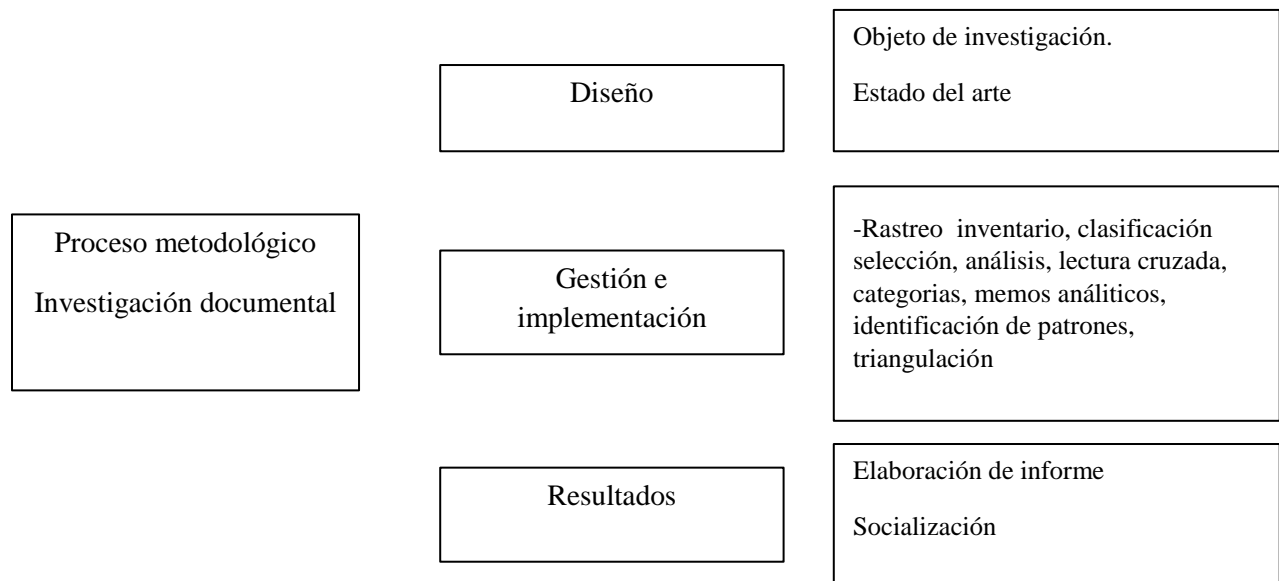 Proceso metodológico
Investigación documental
Diseño
Objeto de investigación.
Estado del arte
Gestión e
implementación
-Rastreo  inventario, clasificación
selección, análisis, lectura cruzada,
categorias, memos análiticos,
identificación de patrones,
triangulación
Resultados
Elaboración de informe
Socialización